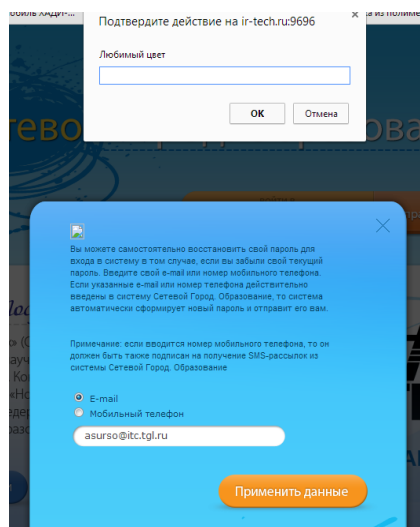 Подтвердите действие на ir-tech.ru:9696
Любимый цвет
ОК
Отмена
Вы можете самостоятельно восстановить свой пароль для
входа в систему в том случае, если вы забыли свой текущий
пароль. Введите свой e-mail или номер мобильного телефона.
Если указанные e-mail или номер телефона действительно
введены в систему Сетевой Город. Образование, то система
автоматически сформирует новый пароль и отправит его вам.
Примечание: если вводится номер мобильного телефона, то он
должен быть также подписан на получение SMS-рассылок из
системы Сетевой Город. Образование
E-mail
Мобильный телефон
asurso@itc.tgl.ru
Применить данные